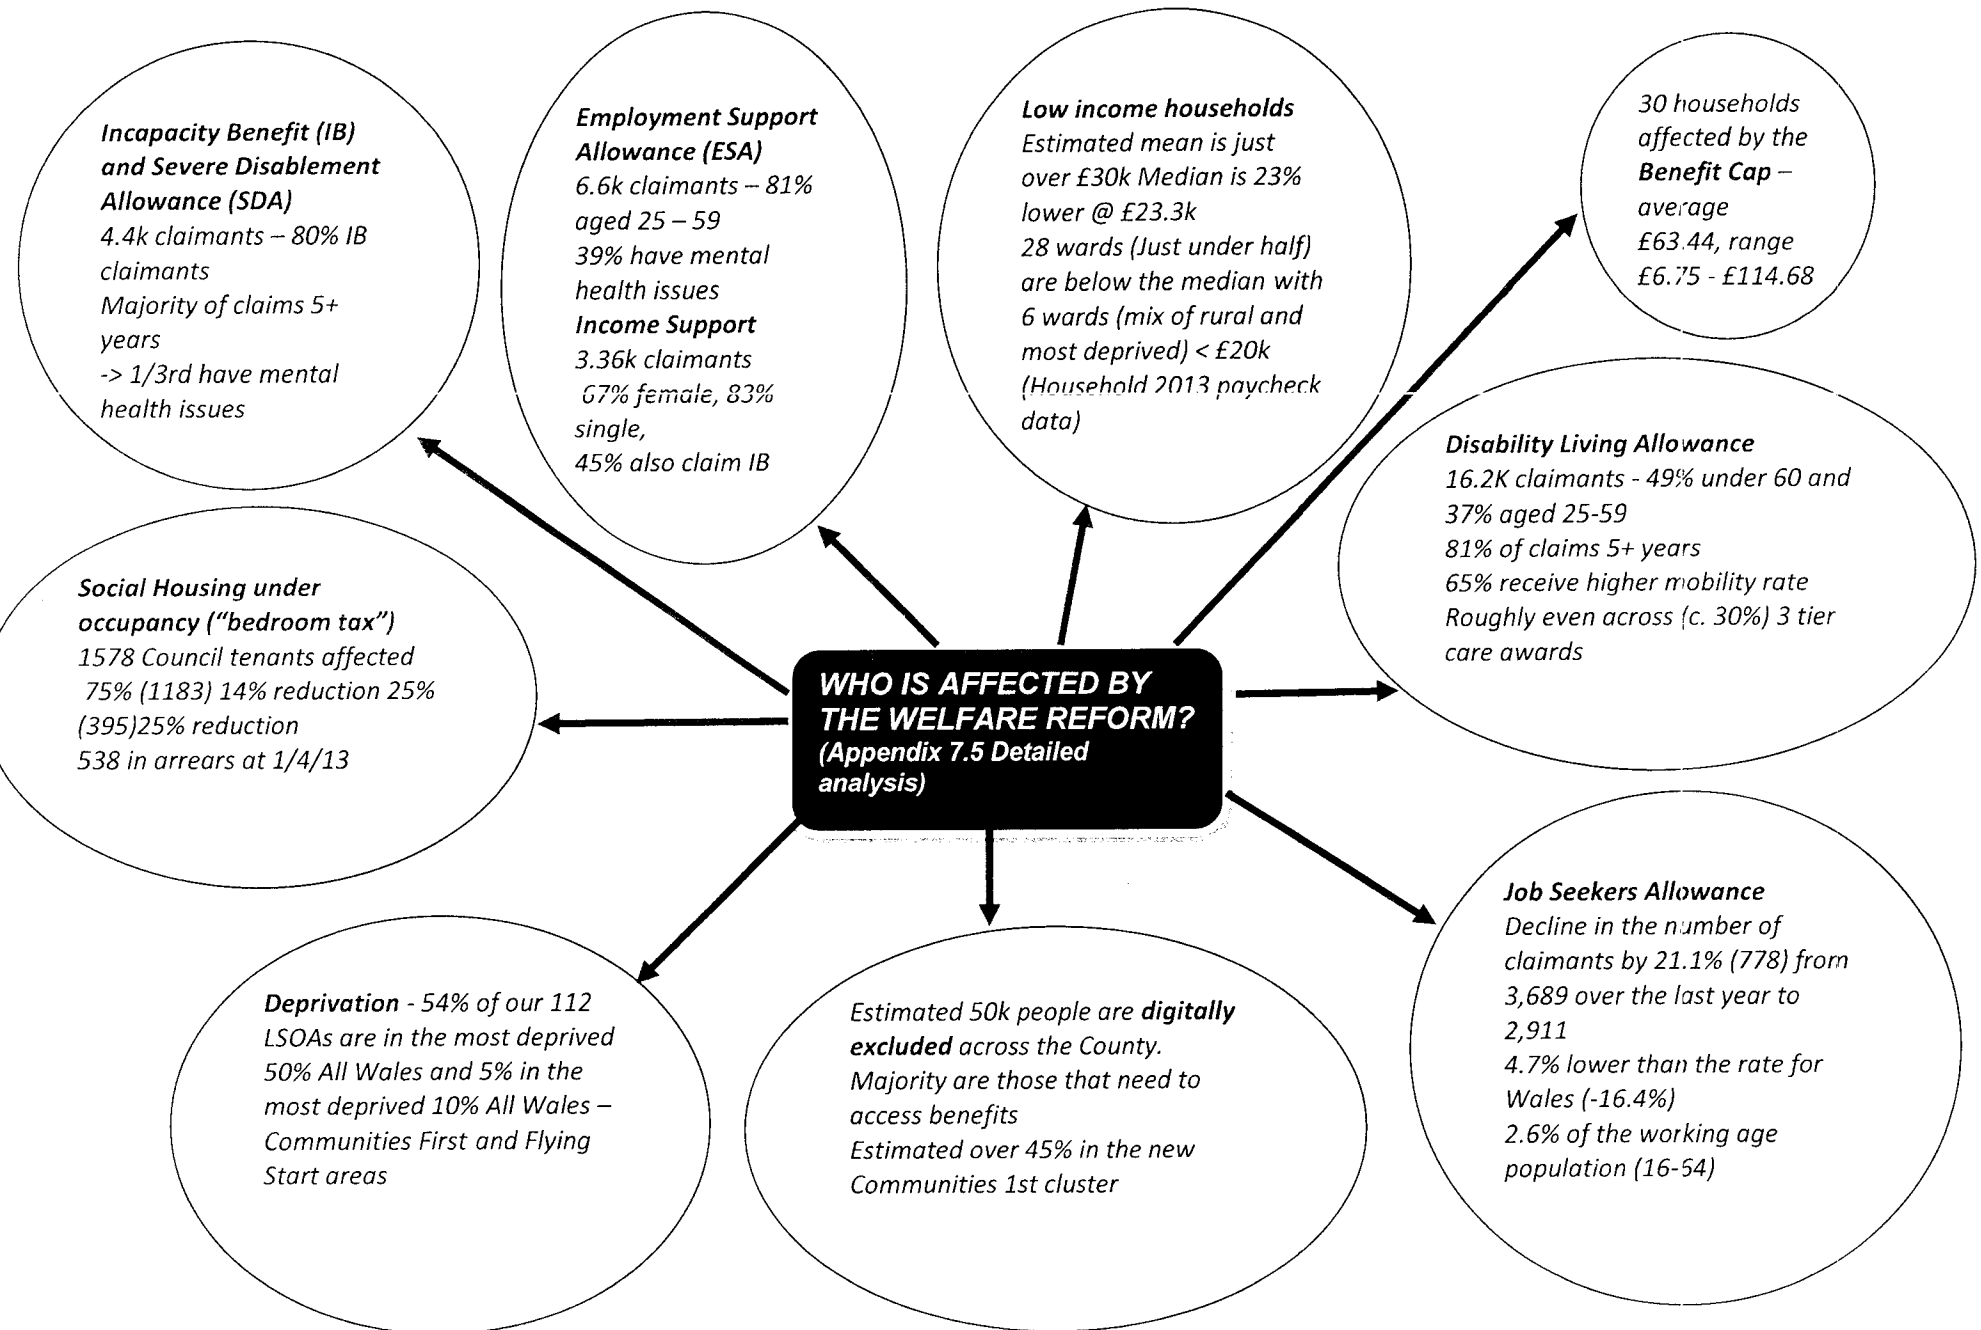 Incapacity Benefit (IB)
and Severe Disablement
Allowance (SDA)
4.4k claimants – 80% IB
claimants
Majority of claims 5+
years
-> 1/3rd have mental
health issues
Employment Support
Allowance (ESA)
6.6k claimants – 81%
aged 25 – 59
39% have mental
health issues
Income Support
3.36k claimants
67% female, 83%
single,
45% also claim IB
Low income households
Estimated mean is just
over £30k Median is 23%
lower @ £23.3k
28 wards (Just under half)
are below the median with
6 wards (mix of rural and
most deprived) < £20k
(Household 2013 paycheck
data)
30 households
affected by the
Benefit Cap –
average
£63.44, range
£6.75 - £114.68
Disability Living Allowance
16.2K claimants - 49% under 60 and
37% aged 25-59
81% of claims 5+ years
65% receive higher mobility rate
Roughly even across (c. 30%) 3 tier
care awards
Social Housing under
occupancy (“bedroom tax”)
1578 Council tenants affected
75% (1183) 14% reduction 25%
(395)25% reduction
538 in arrears at 1/4/13
WHO IS AFFECTED BY
THE WELFARE REFORM?
(Appendix 7.5 Detailed
analysis)
Job Seekers Allowance
Decline in the number of
claimants by 21.1% (778) from
3,689 over the last year to
2,911
4.7% lower than the rate for
Wales (-16.4%)
2.6% of the working age
population (16-64)
Deprivation - 54% of our 112
LSOAs are in the most deprived
50% All Wales and 5% in the
most deprived 10% All Wales –
Communities First and Flying
Start areas
Estimated 50k people are digitally
excluded across the County.
Majority are those that need to
access benefits
Estimated over 45% in the new
Communities 1st cluster